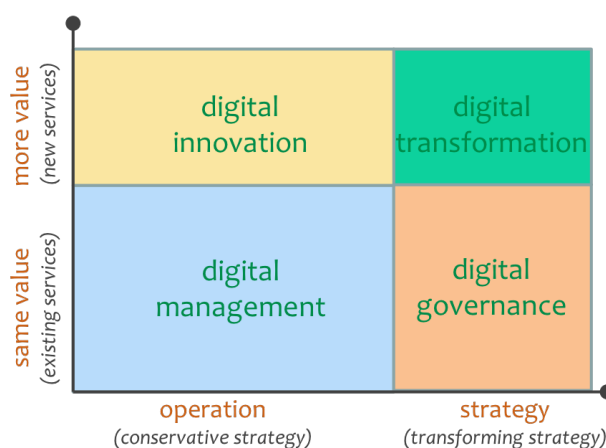 more value
(new services)
digital
innovation
digital
transformation
same value
(existing services)
digital
management
digital
governance
operation
(conservative strategy)
strategy
(transforming strategy)